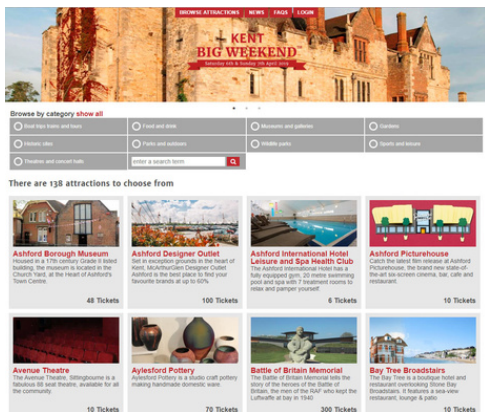 BROWSE ATTRACTIONS NEWS FAQS LOGIN
KENT
BIG WEEKEND
Saturday 6th & Sunday 7th April 2019
Browse by category show all
Boat trips trains and tours
Food and drink
Museums and galleries
Gardens
Historic sites
Parks and outdoors
Wildlife parks
Sports and leisure
Theatres and concert halls
enter a search term
There are 138 attractions to choose from
Ashford Borough Museum
Housed in a 17th century Grade II listed
building, the museum is located in the
Church Yard, at the Heart of Ashford's
Town Centre.
48 Tickets
Ashford Designer Outlet
Set in exception grounds in the heart of
Kent, McArthurGlen Designer Outlet
Ashford is the best place to find your
favourite brands at up to 60%
100 Tickets
Ashford International Hotel
Leisure and Spa Health Club
The Ashford International Hotel has a
fully equipped gym, 20 metre swimming
pool and spa with 7 treatment rooms to
relax and pamper yourself.
6 Tickets
Ashford Picturehouse
Catch the latest film release at Ashford
Picturehouse, the brand new state-of-
the-art six-screen cinema, bar, cafe and
restaurant.
10 Tickets
Avenue Theatre
The Avenue Theatre, Sittingbourne is a
fabulous 88 seat theatre, available for all
the community.
10 Tickets
Aylesford Pottery
Aylesford Pottery is a studio craft pottery
making handmade domestic ware.
70 Tickets
Battle of Britain Memorial
The Battle of Britain Memorial tells the
story of the heroes of the Battle of
Britain, the men of the RAF who kept the
Luftwaffe at bay in 1940
300 Tickets
Bay Tree Broadstairs
The Bay Tree is a boutique hotel and
restaurant overlooking Stone Bay
Broadstairs. It features a sea-view
restaurant, lounge & patio
10 Tickets